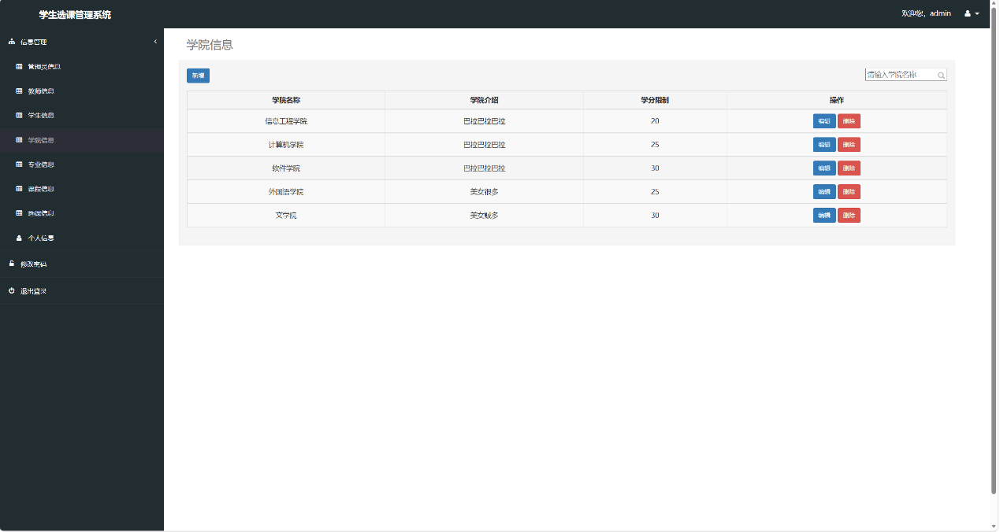 学生选课管理系统
欢迎您，admin
信息管理
管理员信息
教师信息
学生信息
学院信息
专业信息
课程信息
选课信息
个人信息
修改密码
退出登录
学院信息
新增
请输入学院名称
学院名称 学院介绍 学分限制 操作
信息工程学院 巴拉巴拉巴拉 20 编辑 删除
计算机学院 巴拉巴拉巴拉 25 编辑 删除
软件学院 巴拉巴拉巴拉 30 编辑 删除
外国语学院 美女很多 25 编辑 删除
文学院 美女贼多 30 编辑 删除